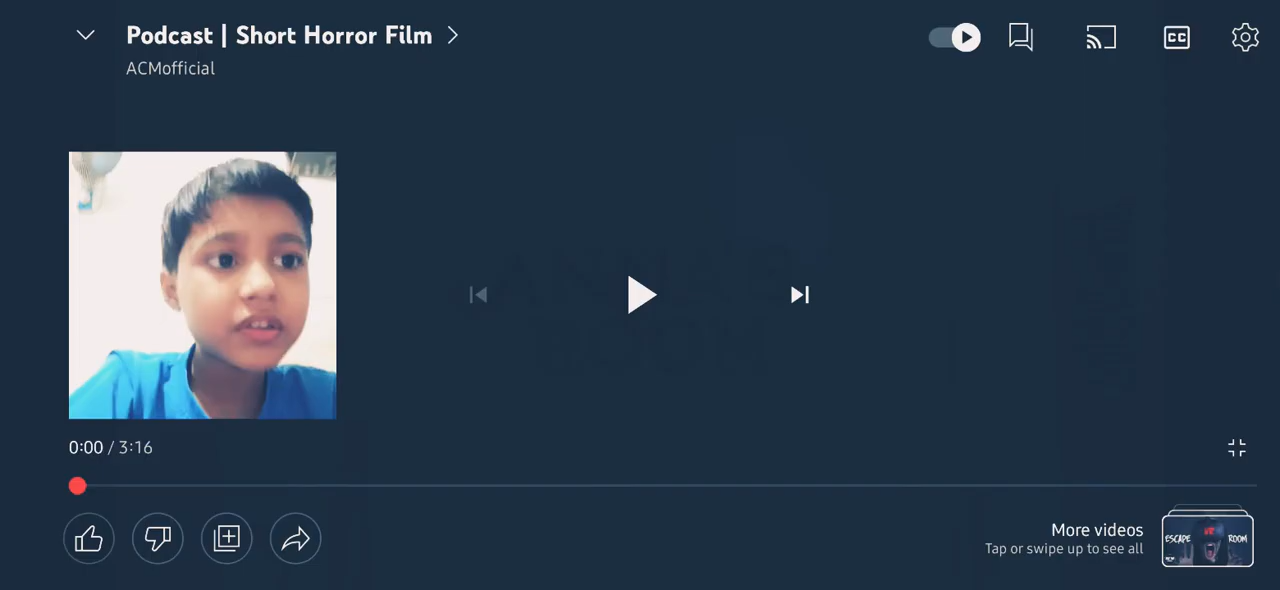 Podcast | Short Horror Film
ACMofficial
CC
0:00 / 3:16
More videos
Tap or swipe up to see all
ESCAPE ROOM